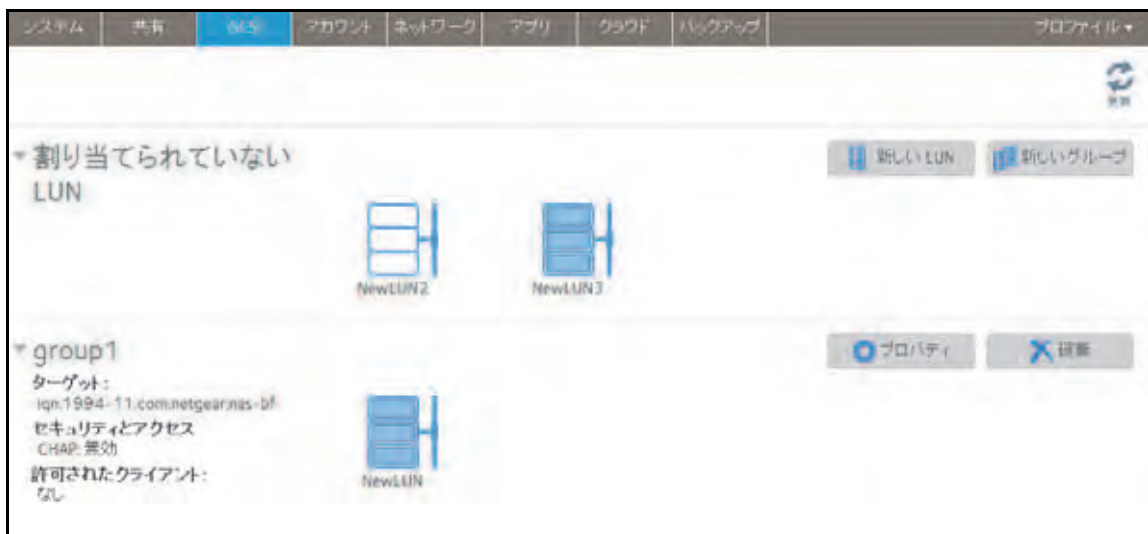 システム
共有
iSCSI
アカウント
ネットワーク
アプリ
クラウド
バックアップ
プロファイル ▾
更新
割り当てられていない
LUN
新しい LUN
新しいグループ
NewLUN2
NewLUN3
group1
プロパティ
破棄
ターゲット:
iqn.1994-11.com.netgear:nas-bf
セキュリティとアクセス
CHAP: 無効
許可されたクライアント:
なし
NewLUN